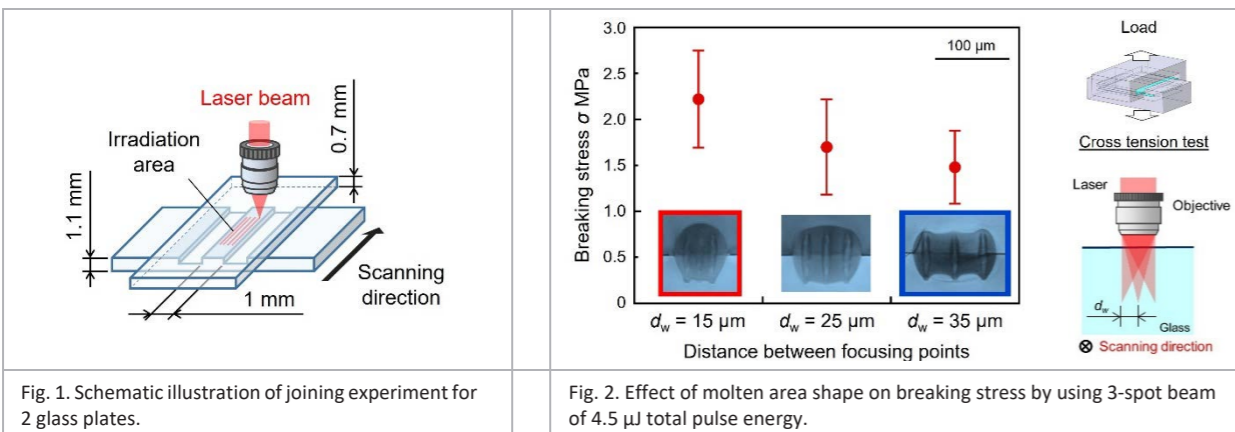 Laser beam
Irradiation
area
0.7 mm
1.1 mm
Scanning
direction
1 mm
Fig. 1. Schematic illustration of joining experiment for
2 glass plates.
Breaking stress σ MPa
3.0
2.5
2.0
1.5
1.0
0.5
0
100 µm
d_w = 15 µm
d_w = 25 µm
d_w = 35 µm
Distance between focusing points
Load
Cross tension test
Laser
Objective
d_w
Glass
⊗ Scanning direction
Fig. 2. Effect of molten area shape on breaking stress by using 3-spot beam
of 4.5 µJ total pulse energy.